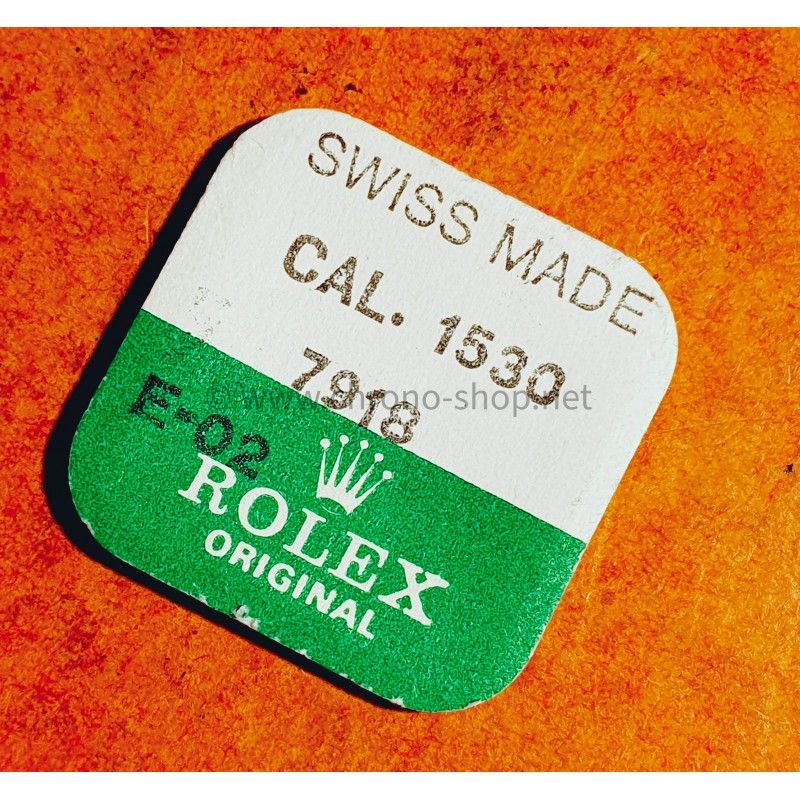 SWISS MADE
CAL. 1530
7918
© www.chrono-shop.net
E-02
ROLEX
ORIGINAL